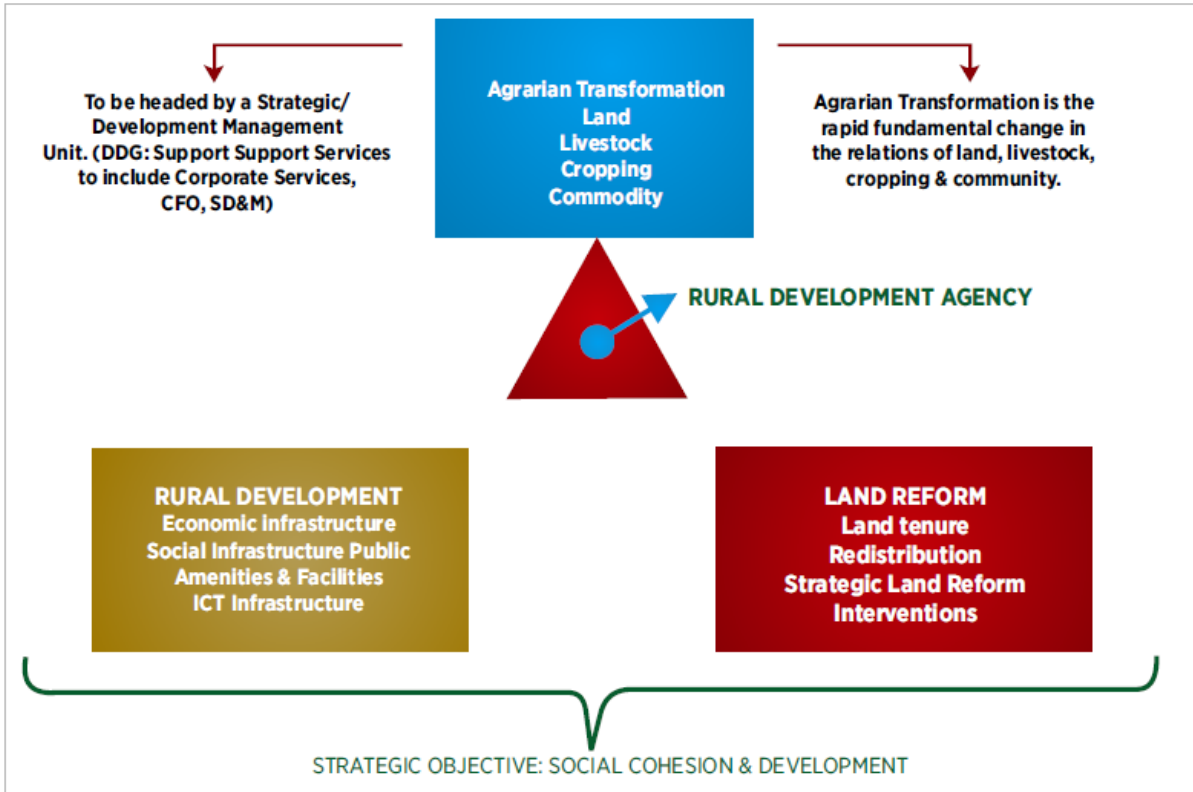 To be headed by a Strategic/
Development Management
Unit. (DDG: Support Support Services
to include Corporate Services,
CFO, SD&M)
Agrarian Transformation
Land
Livestock
Cropping
Commodity
Agrarian Transformation is the
rapid fundamental change in
the relations of land, livestock,
cropping & community.
RURAL DEVELOPMENT AGENCY
RURAL DEVELOPMENT
Economic infrastructure
Social Infrastructure Public
Amenities & Facilities
ICT Infrastructure
LAND REFORM
Land tenure
Redistribution
Strategic Land Reform
Interventions
STRATEGIC OBJECTIVE: SOCIAL COHESION & DEVELOPMENT